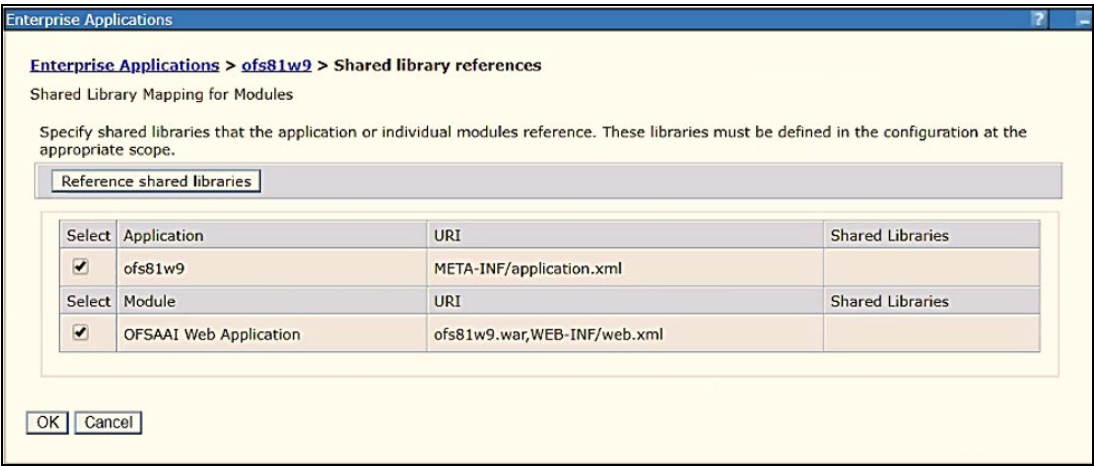 Enterprise Applications ? -
Enterprise Applications > ofs81w9 > Shared library references
Shared Library Mapping for Modules
Specify shared libraries that the application or individual modules reference. These libraries must be defined in the configuration at the
appropriate scope.
Reference shared libraries
Select Application URI Shared Libraries
ofs81w9 META-INF/application.xml
Select Module URI Shared Libraries
OFSAAI Web Application ofs81w9.war,WEB-INF/web.xml
OK Cancel